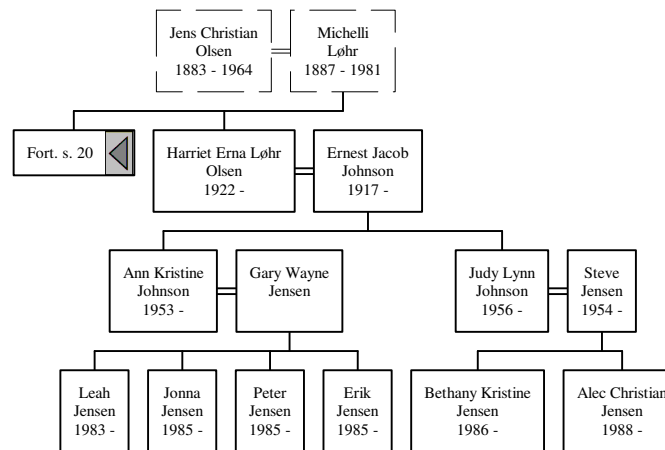 Jens Christian
Olsen
1883 - 1964
Michelli
Løhr
1887 - 1981
Fort. s. 20
Harriet Erna Løhr
Olsen
1922 -
Ernest Jacob
Johnson
1917 -
Ann Kristine
Johnson
1953 -
Gary Wayne
Jensen
Judy Lynn
Johnson
1956 -
Steve
Jensen
1954 -
Leah
Jensen
1983 -
Jonna
Jensen
1985 -
Peter
Jensen
1985 -
Erik
Jensen
1985 -
Bethany Kristine
Jensen
1986 -
Alec Christian
Jensen
1988 -